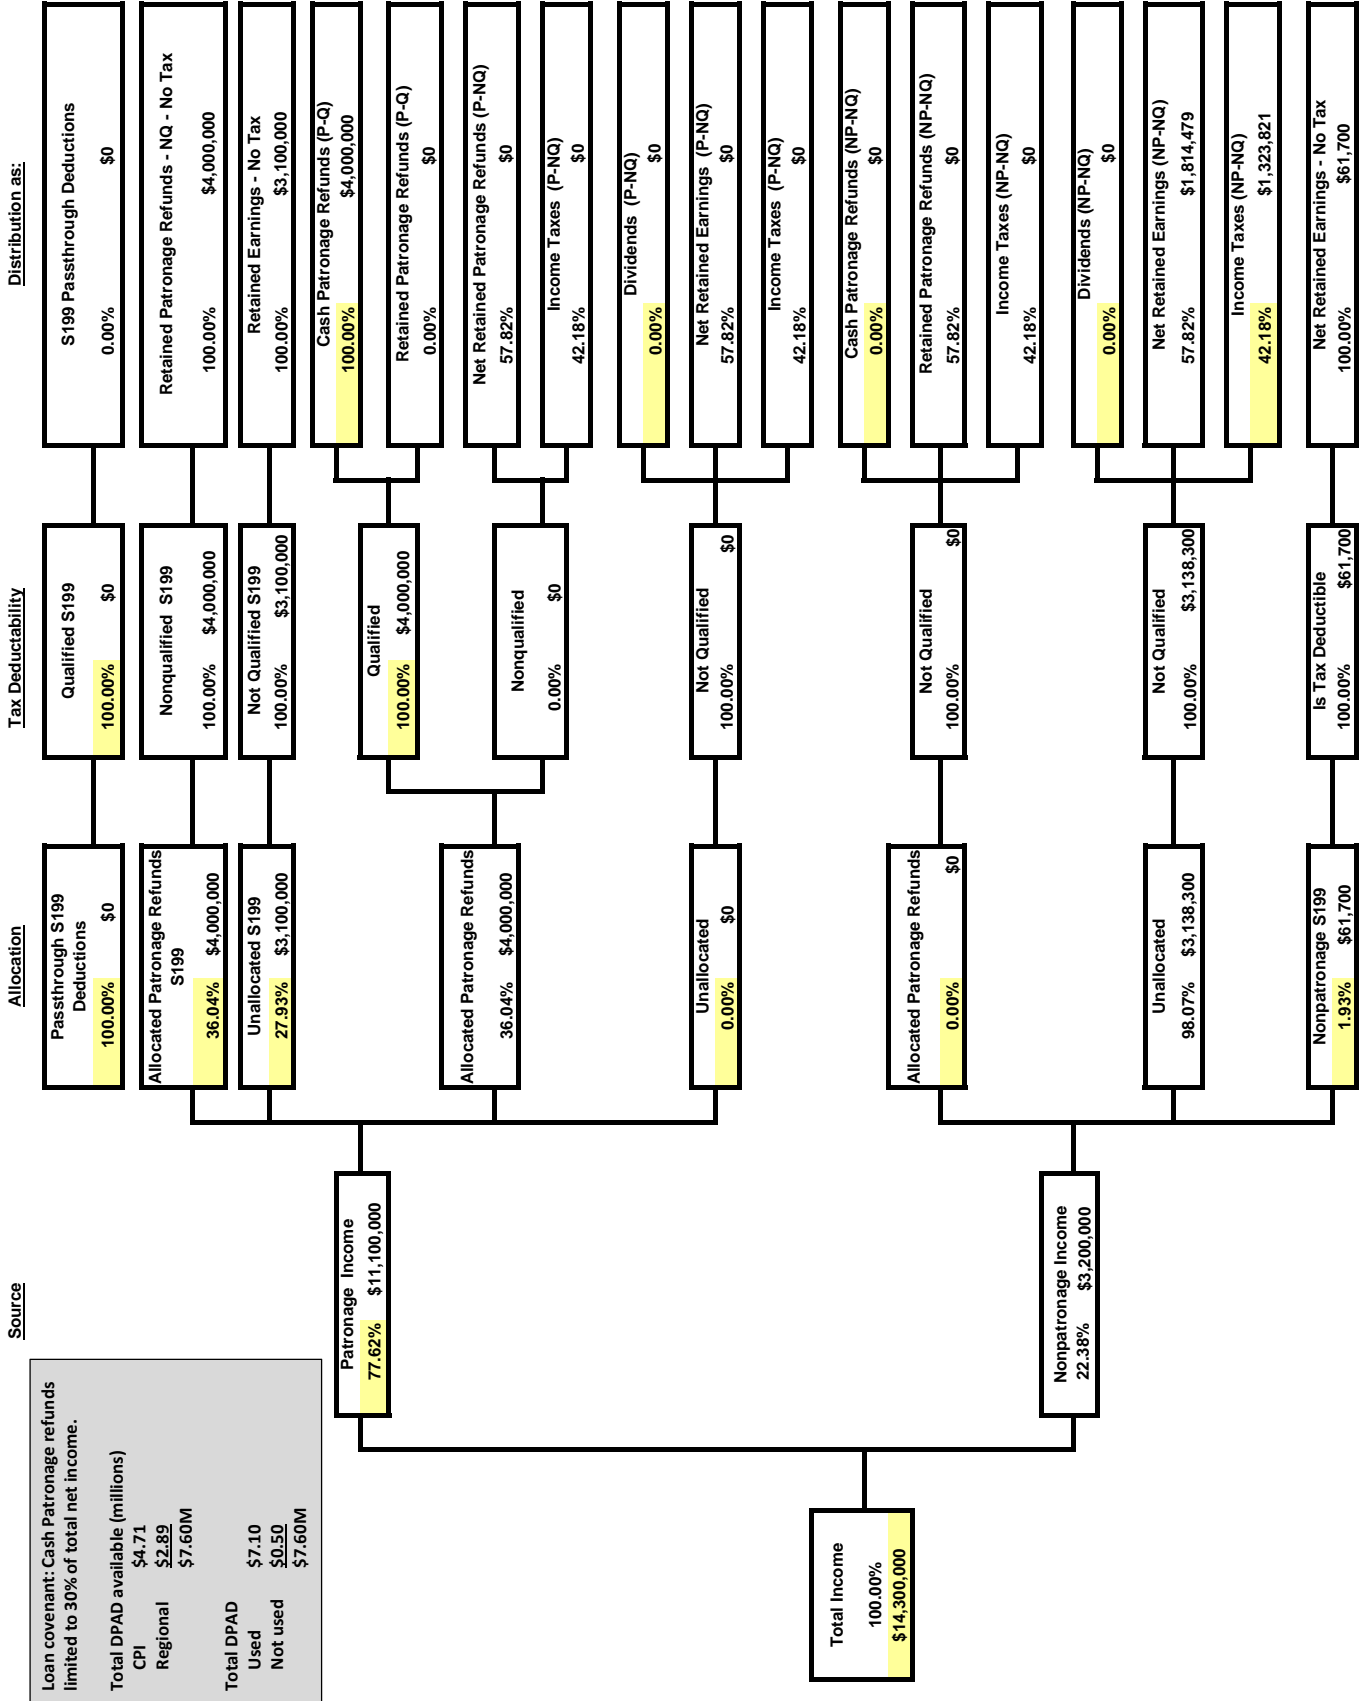 Source
Allocation
Tax Deductability
Distribution as:
Loan covenant: Cash Patronage refunds
limited to 30% of total net income.
Total DPAD available (millions)
CPI $4.71
Regional $2.89
$7.60M
Total DPAD
Used $7.10
Not used $0.50
$7.60M
Total Income
100.00%
$14,300,000
Patronage Income
77.62% $11,100,000
Nonpatronage Income
22.38% $3,200,000
Passthrough S199
Deductions
100.00% $0
Allocated Patronage Refunds
S199
36.04% $4,000,000
Unallocated S199
27.93% $3,100,000
Allocated Patronage Refunds
36.04% $4,000,000
Unallocated
0.00% $0
Allocated Patronage Refunds
0.00% $0
Unallocated
98.07% $3,138,300
Nonpatronage S199
1.93% $61,700
Qualified S199
100.00% $0
Nonqualified S199
100.00% $4,000,000
Not Qualified S199
100.00% $3,100,000
Qualified
100.00% $4,000,000
Nonqualified
0.00% $0
Not Qualified
100.00% $0
Not Qualified
100.00% $0
Not Qualified
100.00% $3,138,300
Is Tax Deductible
100.00% $61,700
S199 Passthrough Deductions
0.00% $0
Retained Patronage Refunds - NQ - No Tax
100.00% $4,000,000
Retained Earnings - No Tax
100.00% $3,100,000
Cash Patronage Refunds (P-Q)
100.00% $4,000,000
Retained Patronage Refunds (P-Q)
0.00% $0
Net Retained Patronage Refunds (P-NQ)
57.82% $0
Income Taxes (P-NQ)
42.18% $0
Dividends (P-NQ)
0.00% $0
Net Retained Earnings (P-NQ)
57.82% $0
Income Taxes (P-NQ)
42.18% $0
Cash Patronage Refunds (NP-NQ)
0.00% $0
Retained Patronage Refunds (NP-NQ)
57.82% $0
Income Taxes (NP-NQ)
42.18% $0
Dividends (NP-NQ)
0.00% $0
Net Retained Earnings (NP-NQ)
57.82% $1,814,479
Income Taxes (NP-NQ)
42.18% $1,323,821
Net Retained Earnings - No Tax
100.00% $61,700